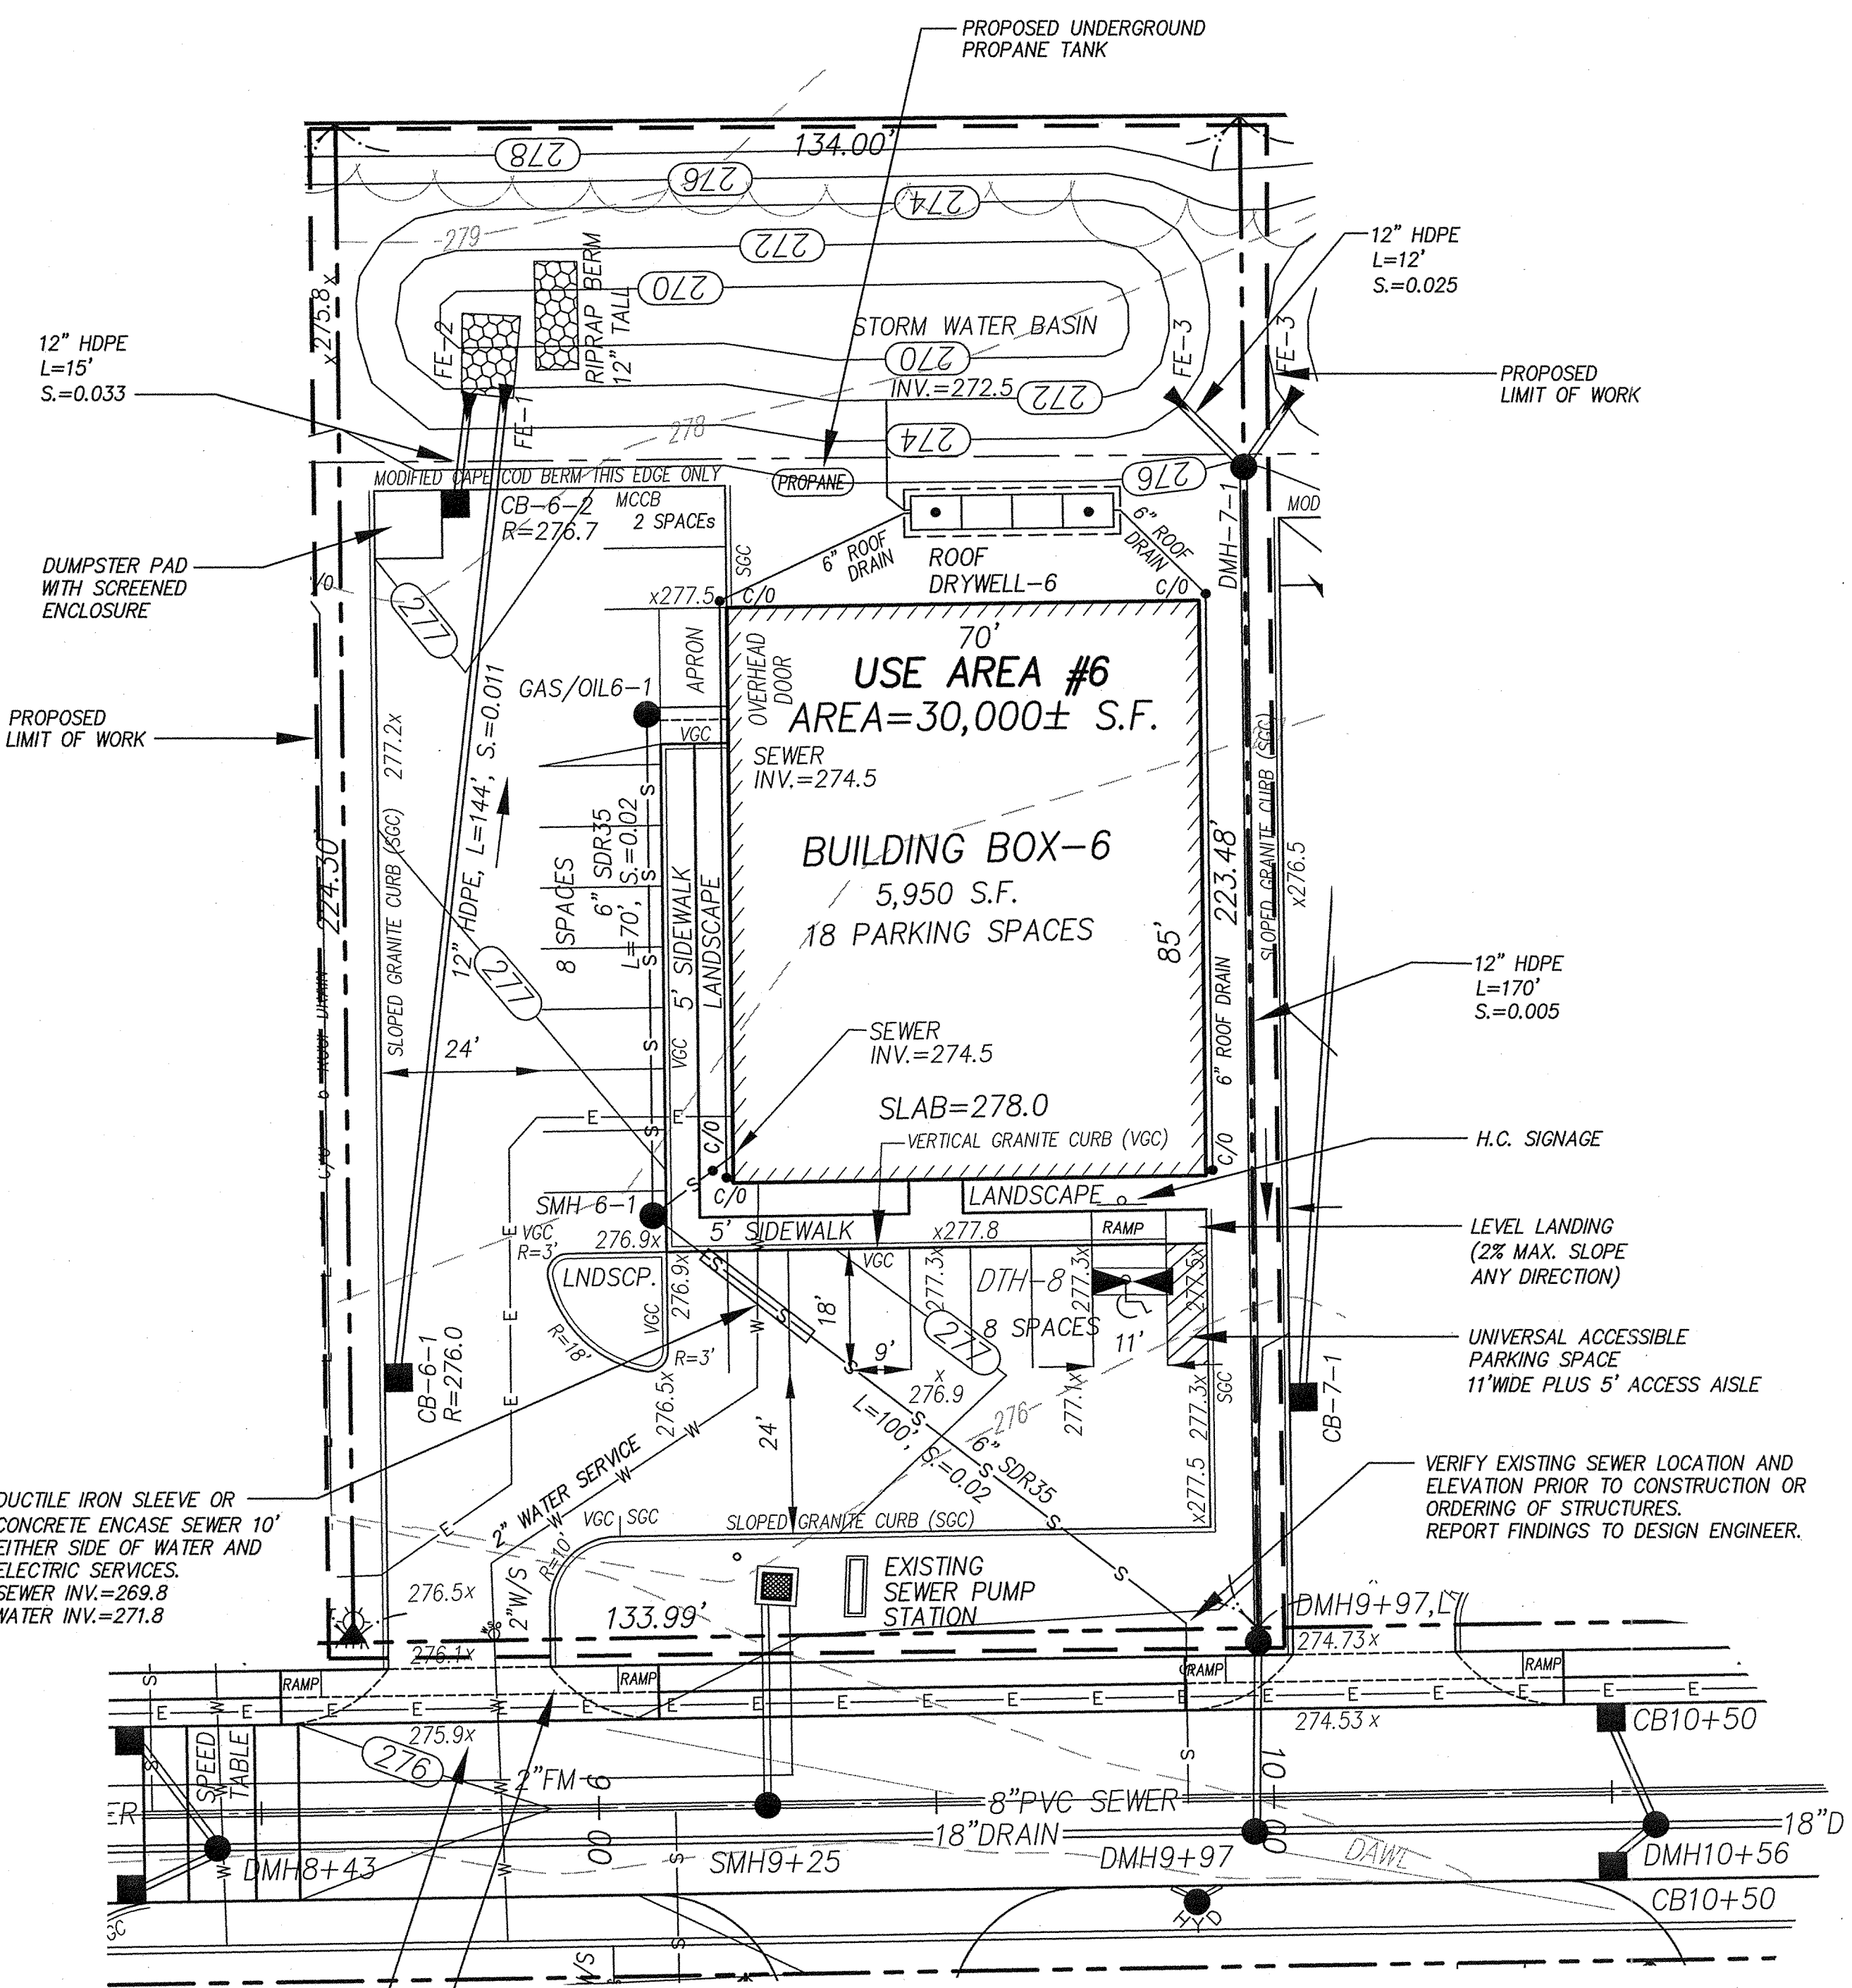 PROPOSED UNDERGROUND
PROPANE TANK
134.00'
278
276
274
279
272
270
RIPRAP BERM
12" TALL
STORM WATER BASIN
FE-2
FE-1
FE-3
FE-3
270
INV.=272.5
272
274
278
276
x275.8
12" HDPE
L=12'
S.=0.025
12" HDPE
L=15'
S.=0.033
PROPOSED
LIMIT OF WORK
MODIFIED CAPE COD BERM THIS EDGE ONLY
PROPANE
MCCB
2 SPACEs
CB-6-2
R=276.7
MOD
DUMPSTER PAD
WITH SCREENED
ENCLOSURE
277
SGC
6" ROOF
DRAIN
ROOF
DRYWELL-6
6" ROOF
DRAIN
DMH-7-1
x277.5
C/O
C/O
APRON
OVERHEAD
DOOR
70'
USE AREA #6
AREA=30,000± S.F.
GAS/OIL6-1
VGC
SEWER
INV.=274.5
PROPOSED
LIMIT OF WORK
277.2x
12" HDPE, L=144', S.=0.011
SLOPED GRANITE CURB (SGC)
224.30'
277
8 SPACES
6" SDR35
L=70', S.=0.02
5' SIDEWALK
LANDSCAPE
VGC
BUILDING BOX-6
5,950 S.F.
18 PARKING SPACES
85'
223.48'
6" ROOF DRAIN
SLOPED GRANITE CURB (SGC)
x276.5
12" HDPE
L=170'
S.=0.005
24'
SEWER
INV.=274.5
SLAB=278.0
VERTICAL GRANITE CURB (VGC)
H.C. SIGNAGE
C/O
C/O
C/O
LANDSCAPE
SMH 6-1
5' SIDEWALK
x277.8
RAMP
LEVEL LANDING
(2% MAX. SLOPE
ANY DIRECTION)
VGC
R=3'
276.9x
LNDSCP.
VGC
R=18'
R=3'
276.9x
VGC
18'
9'
277.3x
DTH-8
277.3x
277.5x
8 SPACES
277
11'
UNIVERSAL ACCESSIBLE
PARKING SPACE
11'WIDE PLUS 5' ACCESS AISLE
CB-6-1
R=276.0
276.5x
x
276.9
276
277.1x
277.3x
SGC
CB-7-1
24'
L=100', S.=0.02
6" SDR35
x277.5
2" WATER SERVICE
DUCTILE IRON SLEEVE OR
CONCRETE ENCASE SEWER 10'
EITHER SIDE OF WATER AND
ELECTRIC SERVICES.
SEWER INV.=269.8
WATER INV.=271.8
VERIFY EXISTING SEWER LOCATION AND
ELEVATION PRIOR TO CONSTRUCTION OR
ORDERING OF STRUCTURES.
REPORT FINDINGS TO DESIGN ENGINEER.
VGC
SGC
SLOPED GRANITE CURB (SGC)
R=10'
276.5x
2"W/S
EXISTING
SEWER PUMP
STATION
133.99'
DMH9+97,L
274.73x
276.1x
RAMP
RAMP
RAMP
RAMP
275.9x
274.53 x
CB10+50
SPEED
TABLE
276
2"FM
9
00
8"PVC SEWER
10
00
ER
18"DRAIN
18"D
DMH8+43
SMH9+25
DMH9+97
DAWL
DMH10+56
CB10+50
HYD
W/S